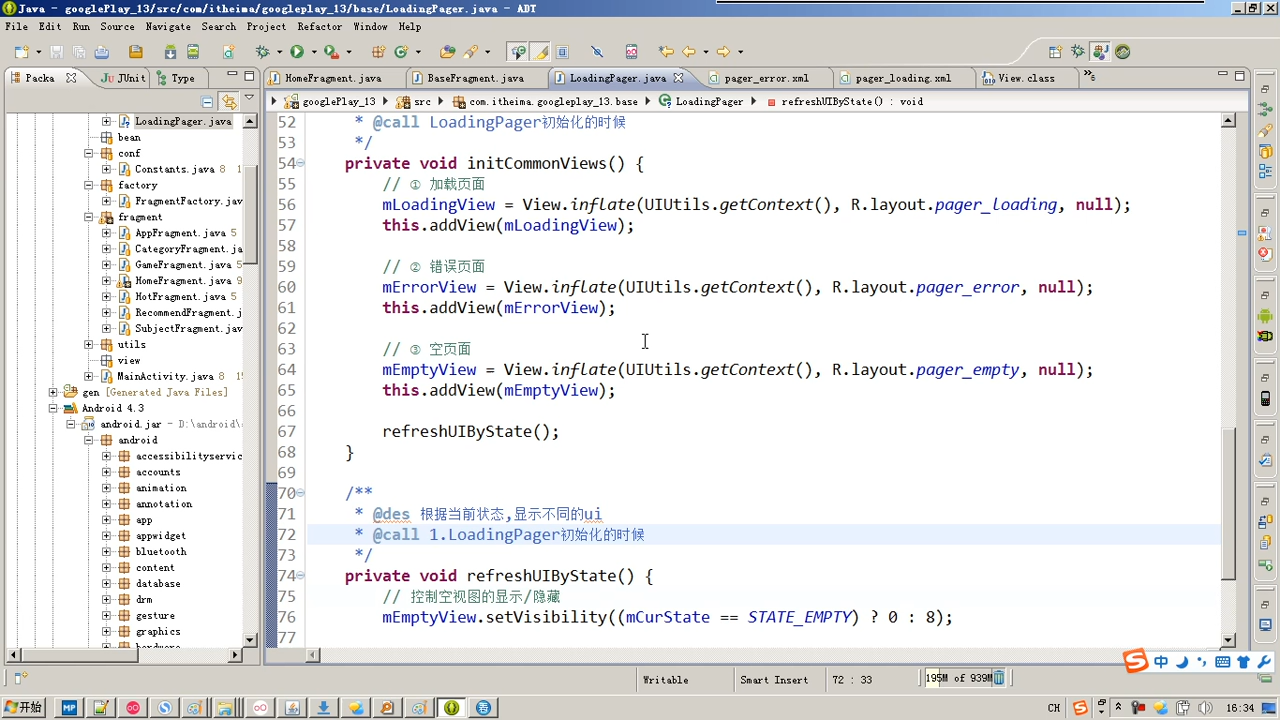 Java - googlePlay_13/src/com/itheima/googleplay_13/base/LoadingPager.java - ADT
File Edit Run Source Navigate Search Project Refactor Window Help
Packa JUnit Type
HomeFragment.java BaseFragment.java LoadingPager.java pager_error.xml pager_loading.xml View.class »5
googlePlay_13 src com.itheima.googleplay_13.base LoadingPager refreshUIByState() : void
LoadingPager.java
bean
conf
Constants.java 8 1
factory
FragmentFactory.jav
fragment
AppFragment.java 5
CategoryFragment.ja
GameFragment.java 5
HomeFragment.java 9
HotFragment.java 5
RecommendFragment.j
SubjectFragment.jav
utils
view
MainActivity.java 8 15
gen [Generated Java Files]
Android 4.3
android.jar - D:\android\
android
accessibilityservic
accounts
animation
annotation
app
appwidget
bluetooth
content
database
drm
gesture
graphics
hardware
52 * @call LoadingPager初始化的时候
53 */
54 private void initCommonViews() {
55 // ① 加载页面
56 mLoadingView = View.inflate(UIUtils.getContext(), R.layout.pager_loading, null);
57 this.addView(mLoadingView);
58
59 // ② 错误页面
60 mErrorView = View.inflate(UIUtils.getContext(), R.layout.pager_error, null);
61 this.addView(mErrorView);
62
63 // ③ 空页面
64 mEmptyView = View.inflate(UIUtils.getContext(), R.layout.pager_empty, null);
65 this.addView(mEmptyView);
66
67 refreshUIByState();
68 }
69
70 /**
71 * @des 根据当前状态,显示不同的ui
72 * @call 1.LoadingPager初始化的时候
73 */
74 private void refreshUIByState() {
75 // 控制空视图的显示/隐藏
76 mEmptyView.setVisibility((mCurState == STATE_EMPTY) ? 0 : 8);
77
中
Writable Smart Insert 72 : 33 195M of 939M
开始 MP CH 16:34